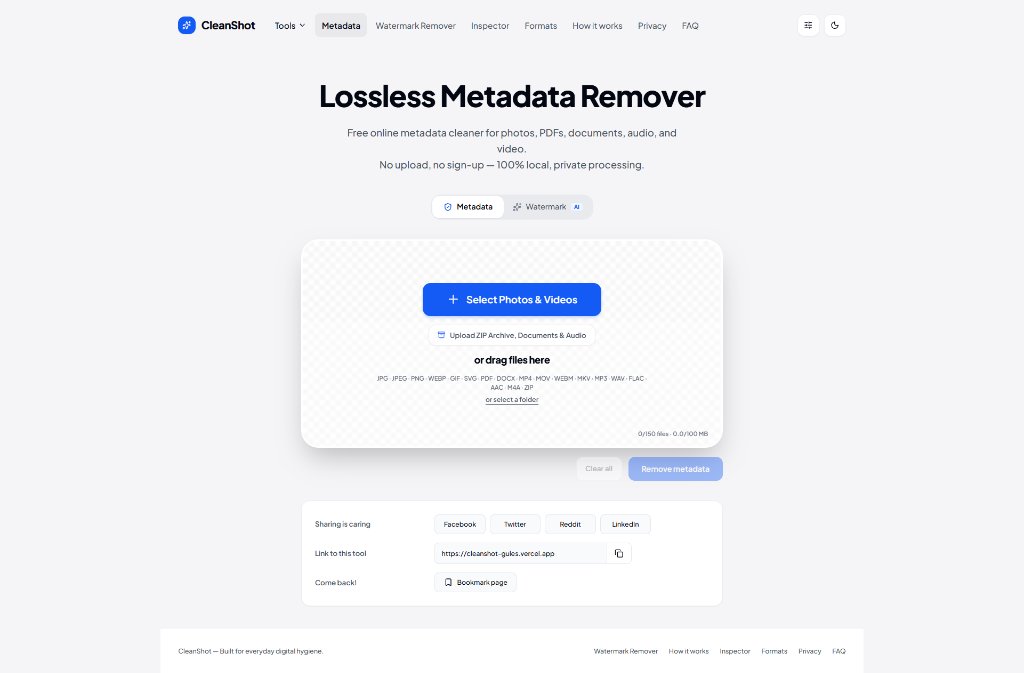 CleanShot
Tools
Metadata
Watermark Remover
Inspector
Formats
How it works
Privacy
FAQ
Lossless Metadata Remover
Free online metadata cleaner for photos, PDFs, documents, audio, and
video.
No upload, no sign-up — 100% local, private processing.
Metadata
Watermark AI
Select Photos & Videos
Upload ZIP Archive, Documents & Audio
or drag files here
JPG · JPEG · PNG · WEBP · GIF · SVG · PDF · DOCX · MP4 · MOV · WEBM · MKV · MP3 · WAV · FLAC ·
AAC · M4A · ZIP
or select a folder
0/150 files · 0.0/100 MB
Clear all
Remove metadata
Sharing is caring
Facebook
Twitter
Reddit
LinkedIn
Link to this tool
https://cleanshot-gules.vercel.app
Come back!
Bookmark page
CleanShot — Built for everyday digital hygiene.
Watermark Remover
How it works
Inspector
Formats
Privacy
FAQ